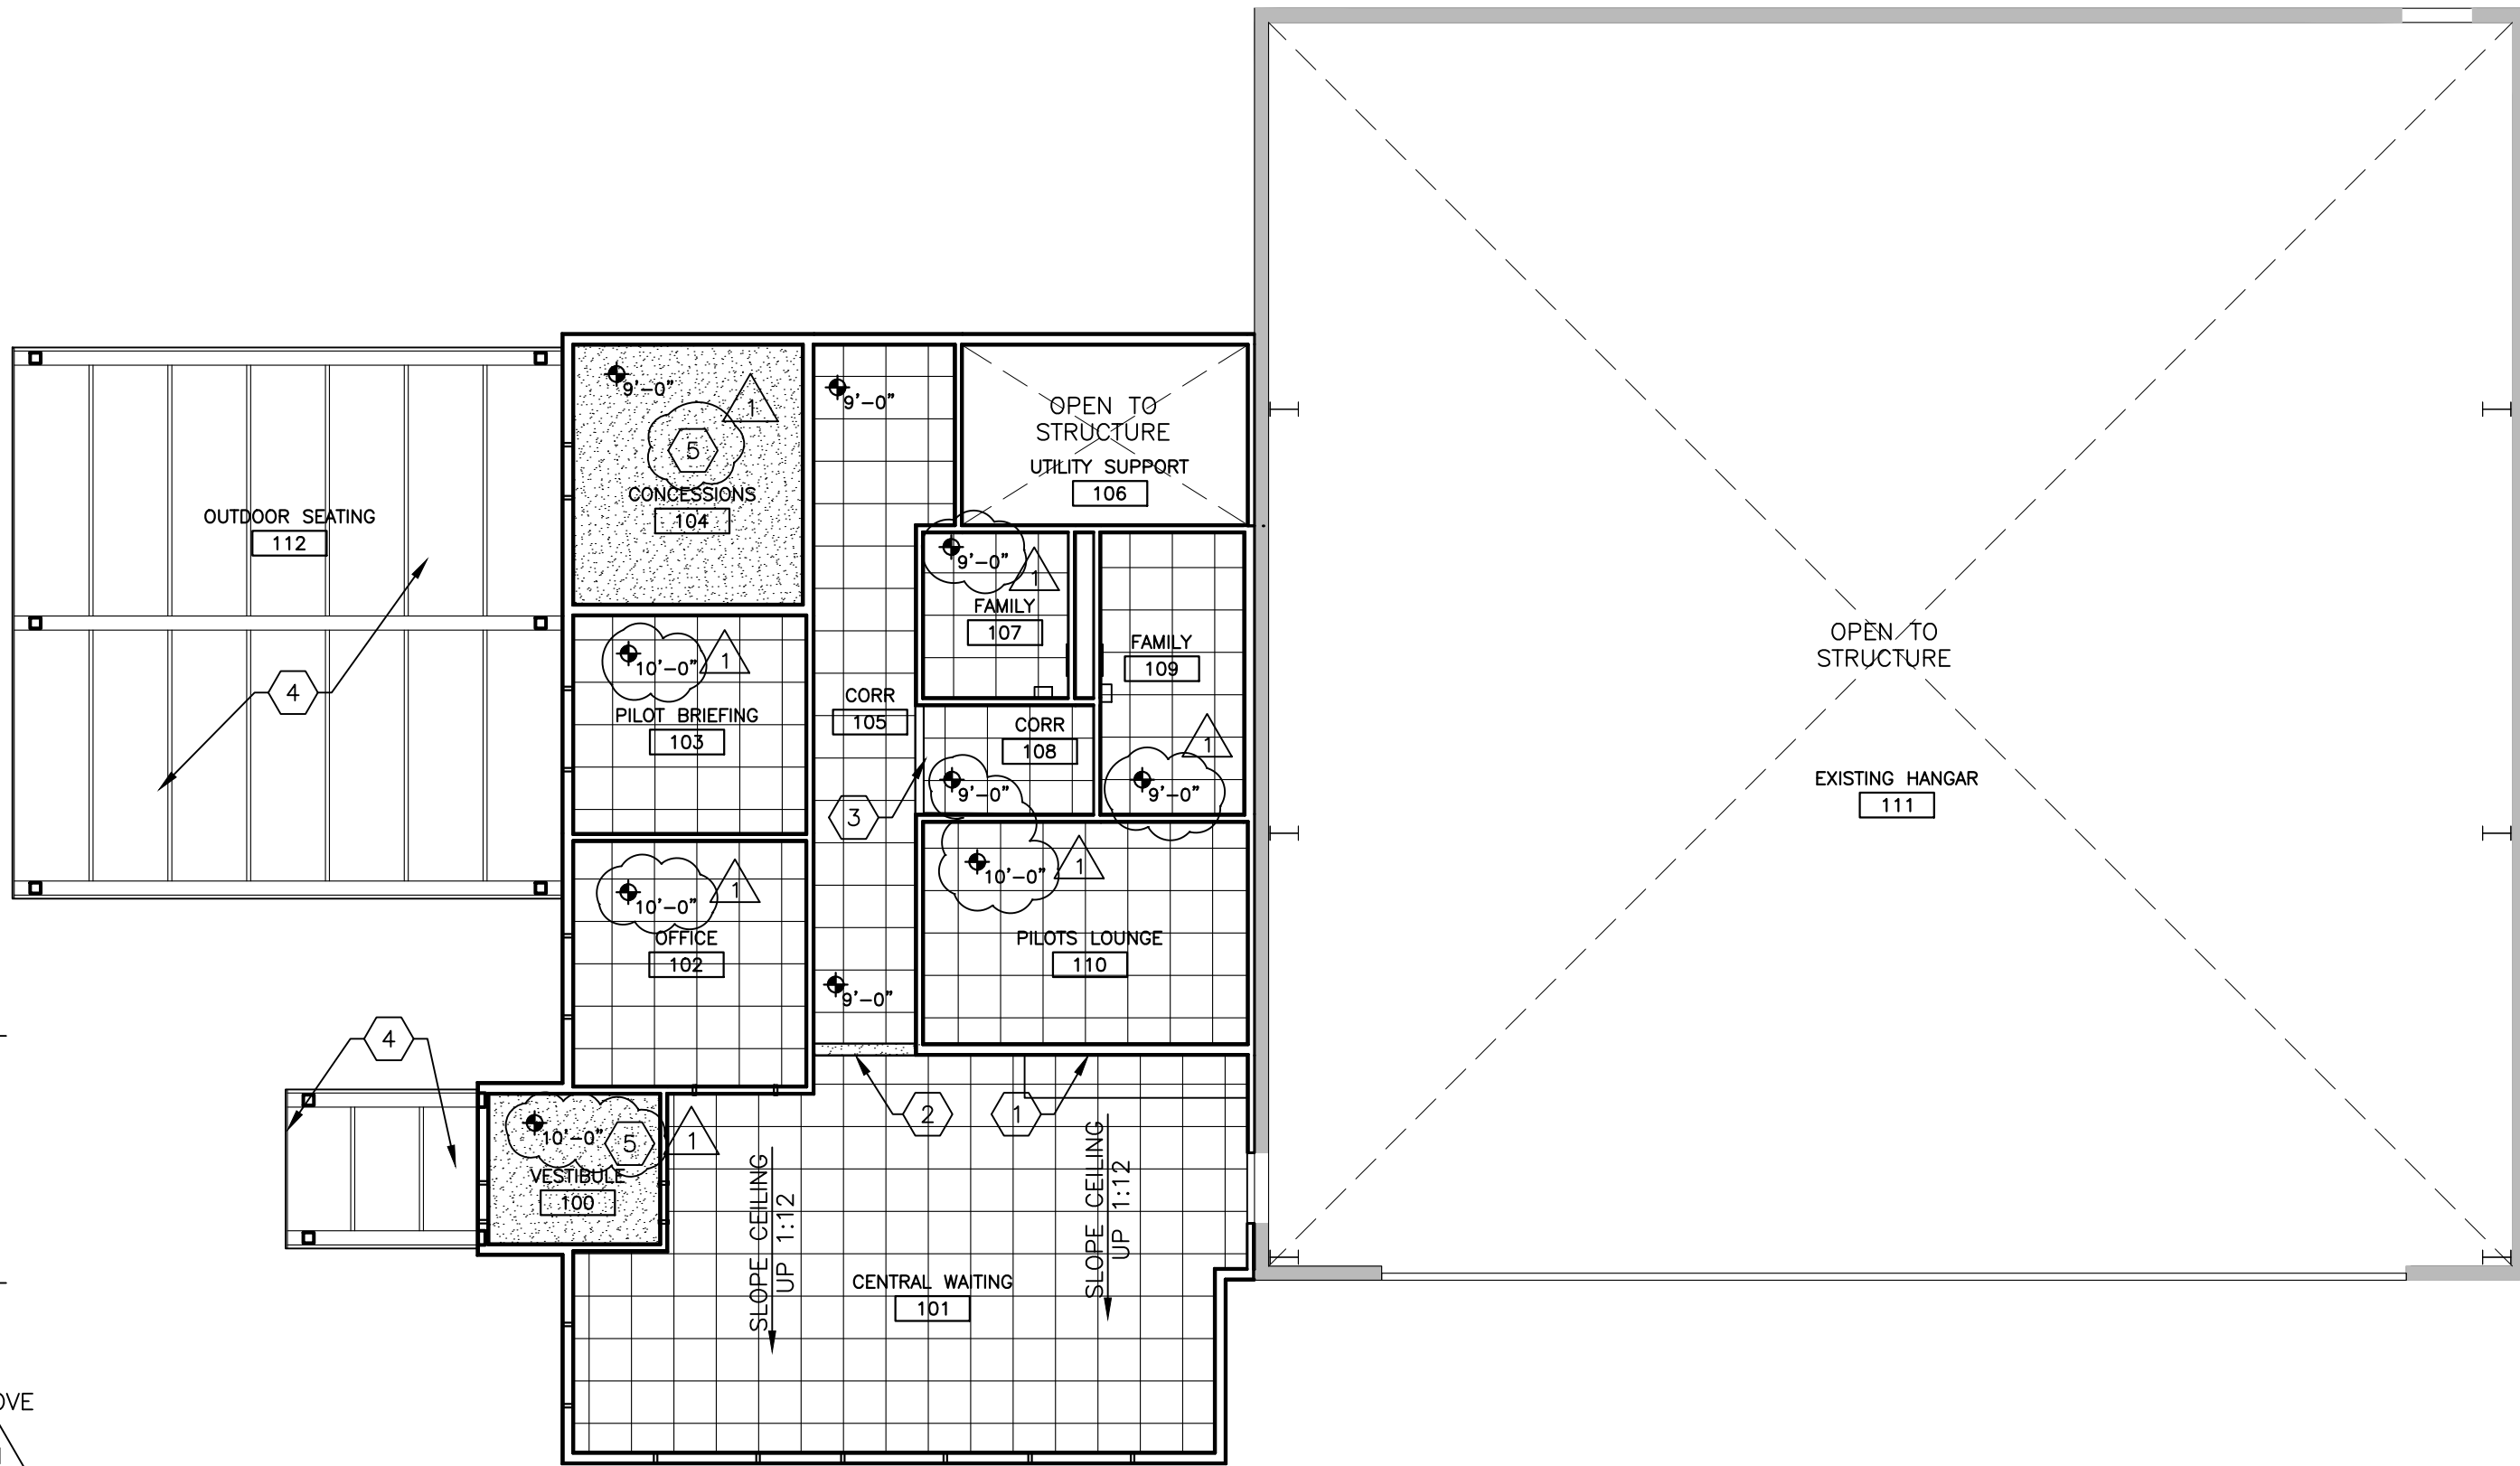 9'-0"
1
5
CONCESSIONS
104
9'-0"
OPEN TO
STRUCTURE
UTILITY SUPPORT
106
OUTDOOR SEATING
112
4
9'-0"
1
FAMILY
107
FAMILY
109
10'-0"
1
PILOT BRIEFING
103
CORR
105
CORR
108
9'-0"
1
9'-0"
3
OPEN TO
STRUCTURE
EXISTING HANGAR
111
10'-0"
1
OFFICE
102
10'-0"
1
PILOTS LOUNGE
110
9'-0"
4
2
1
10'-0"
5
1
VESTIBULE
100
SLOPE CEILING
UP 1:12
SLOPE CEILING
UP 1:12
CENTRAL WAITING
101